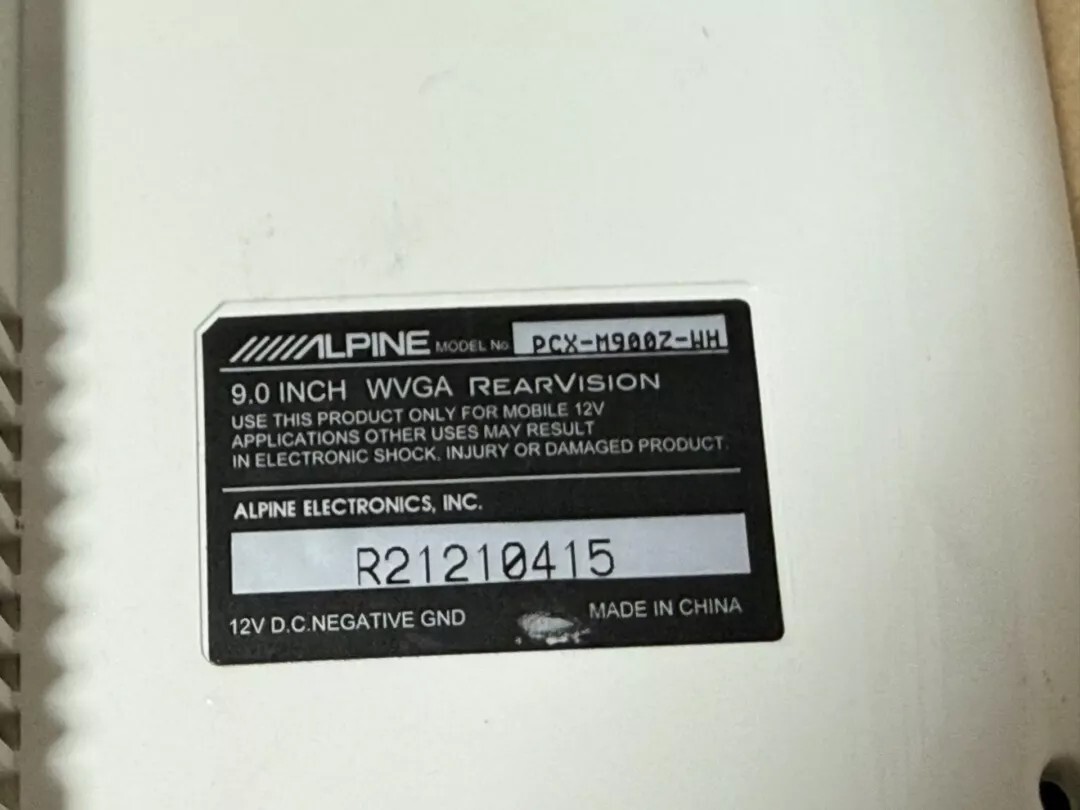 ALPINE MODEL No. PCX-M900Z-WH
9.0 INCH WVGA REARVISION
USE THIS PRODUCT ONLY FOR MOBILE 12V
APPLICATIONS OTHER USES MAY RESULT
IN ELECTRONIC SHOCK. INJURY OR DAMAGED PRODUCT.
ALPINE ELECTRONICS, INC.
R21210415
12V D.C.NEGATIVE GND MADE IN CHINA